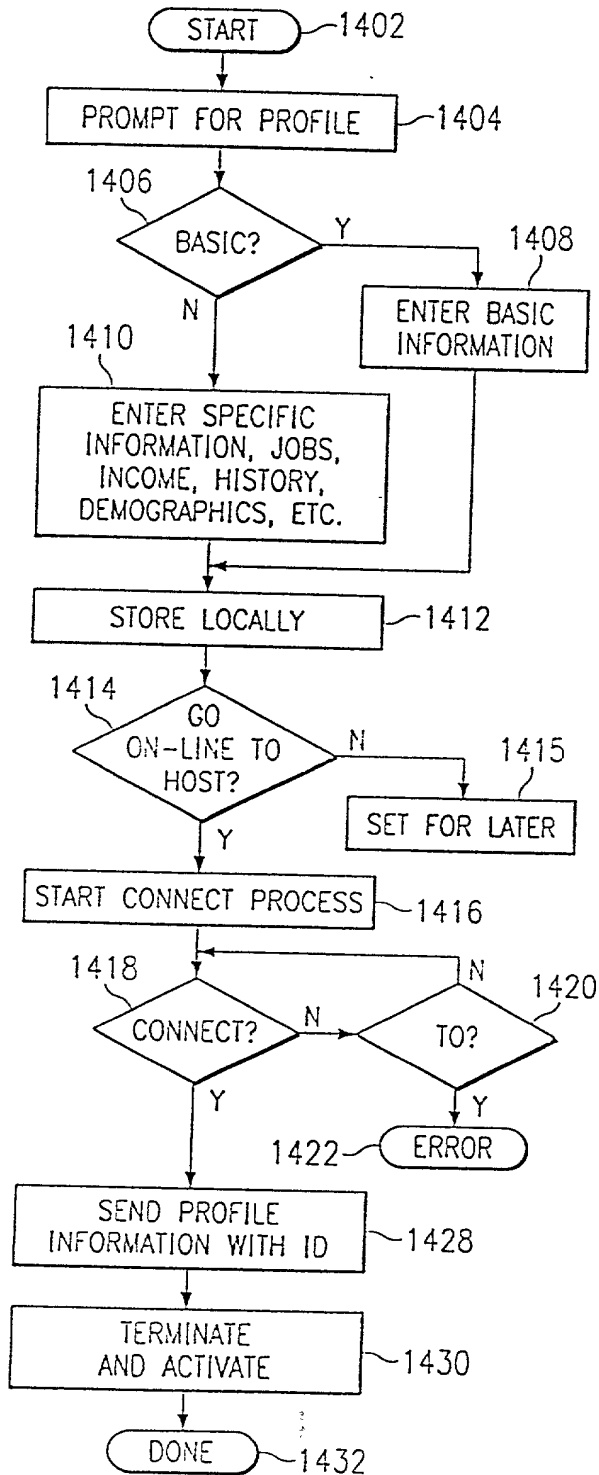 START
1402
PROMPT FOR PROFILE
1404
1406
BASIC?
Y
N
1408
ENTER BASIC
INFORMATION
1410
ENTER SPECIFIC
INFORMATION, JOBS,
INCOME, HISTORY,
DEMOGRAPHICS, ETC.
STORE LOCALLY
1412
1414
GO
ON-LINE TO
HOST?
N
Y
1415
SET FOR LATER
START CONNECT PROCESS
1416
1418
CONNECT?
N
Y
N
1420
TO?
Y
1422
ERROR
SEND PROFILE
INFORMATION WITH ID
1428
TERMINATE
AND ACTIVATE
1430
DONE
1432